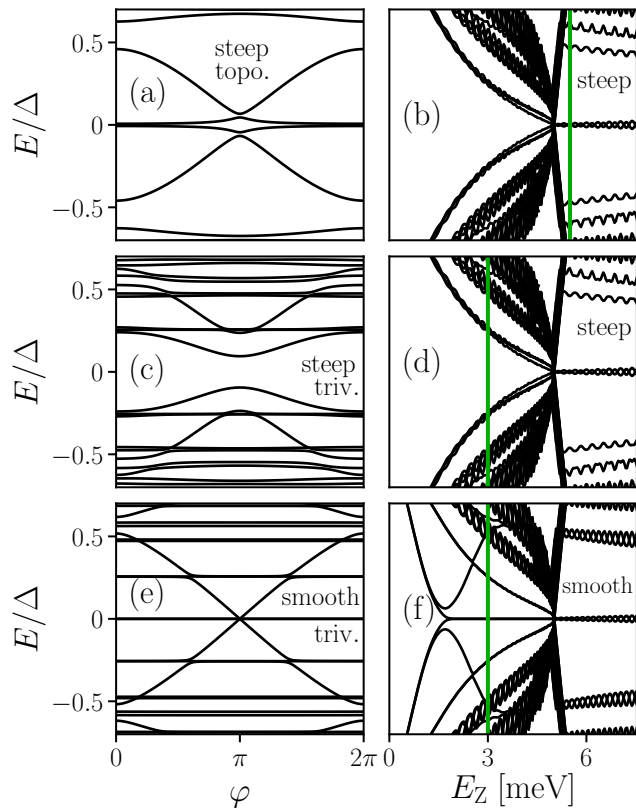 E/Δ
0.5
0
−0.5
steep
topo.
(a)
(b)
steep
E/Δ
0.5
0
−0.5
(c)
steep
triv.
(d)
steep
E/Δ
0.5
0
−0.5
(e)
smooth
triv.
(f)
smooth
0
π
2π
0
3
6
φ
E_Z [meV]